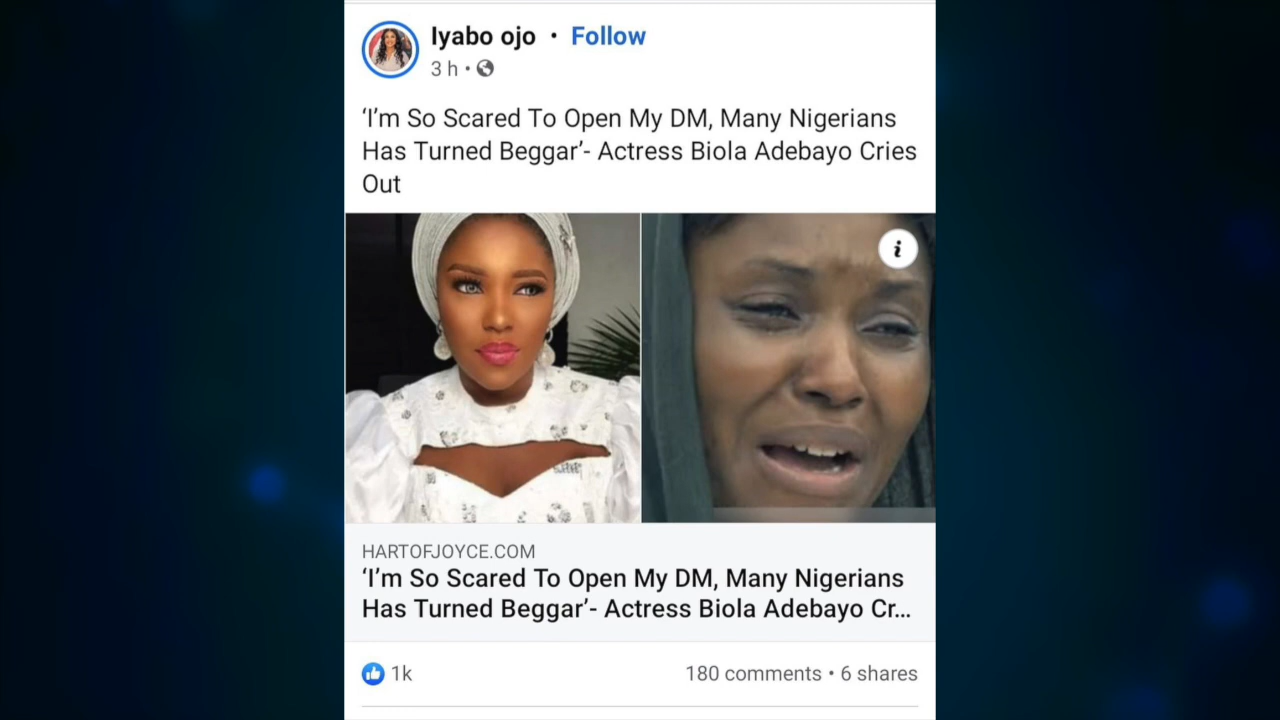 Iyabo ojo • Follow
3 h •
‘I’m So Scared To Open My DM, Many Nigerians
Has Turned Beggar’- Actress Biola Adebayo Cries
Out
i
HARTOFJOYCE.COM
‘I’m So Scared To Open My DM, Many Nigerians
Has Turned Beggar’- Actress Biola Adebayo Cr...
1k
180 comments • 6 shares